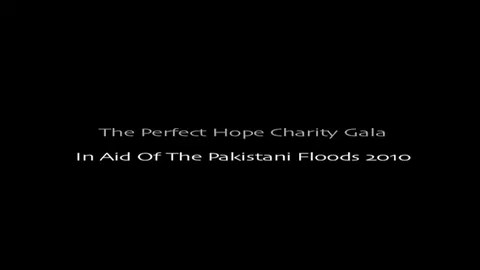 The Perfect Hope Charity Gala
In Aid Of The Pakistani Floods 2010